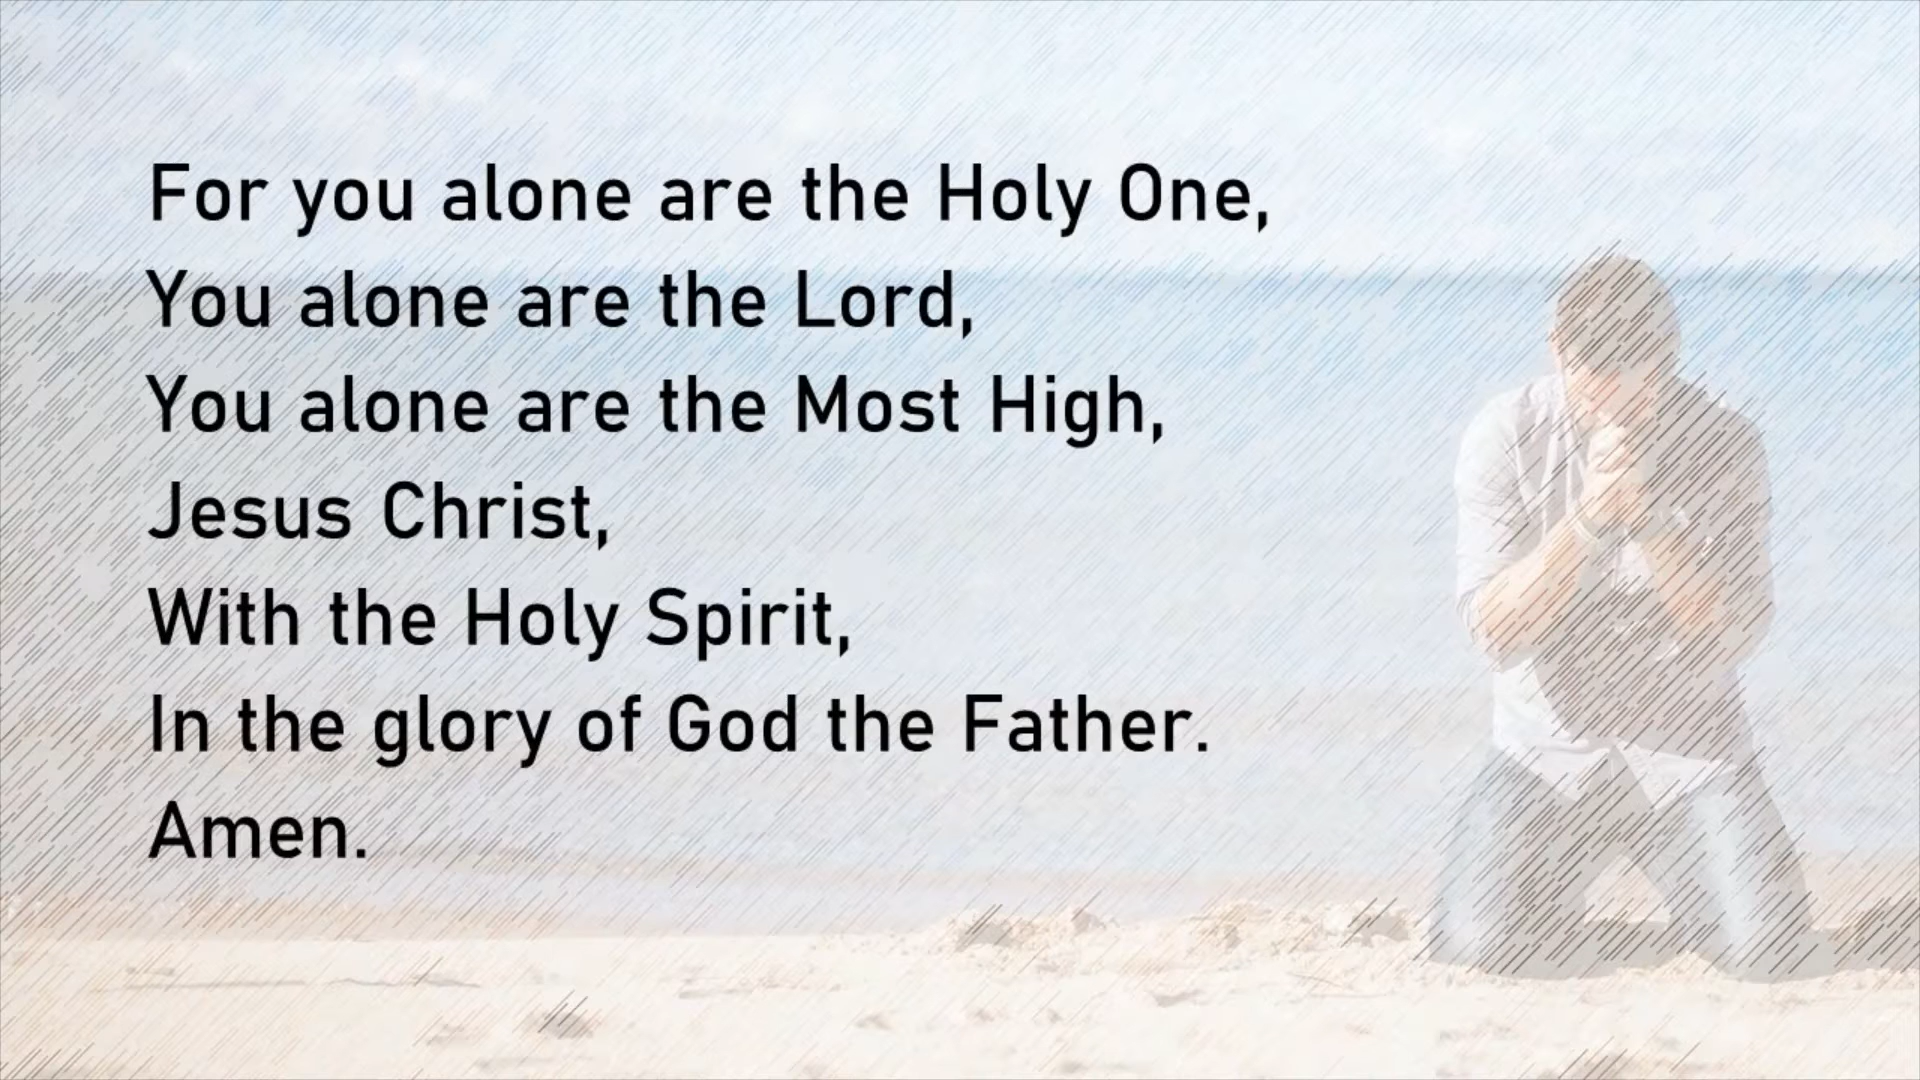 For you alone are the Holy One,
You alone are the Lord,
You alone are the Most High,
Jesus Christ,
With the Holy Spirit,
In the glory of God the Father.
Amen.